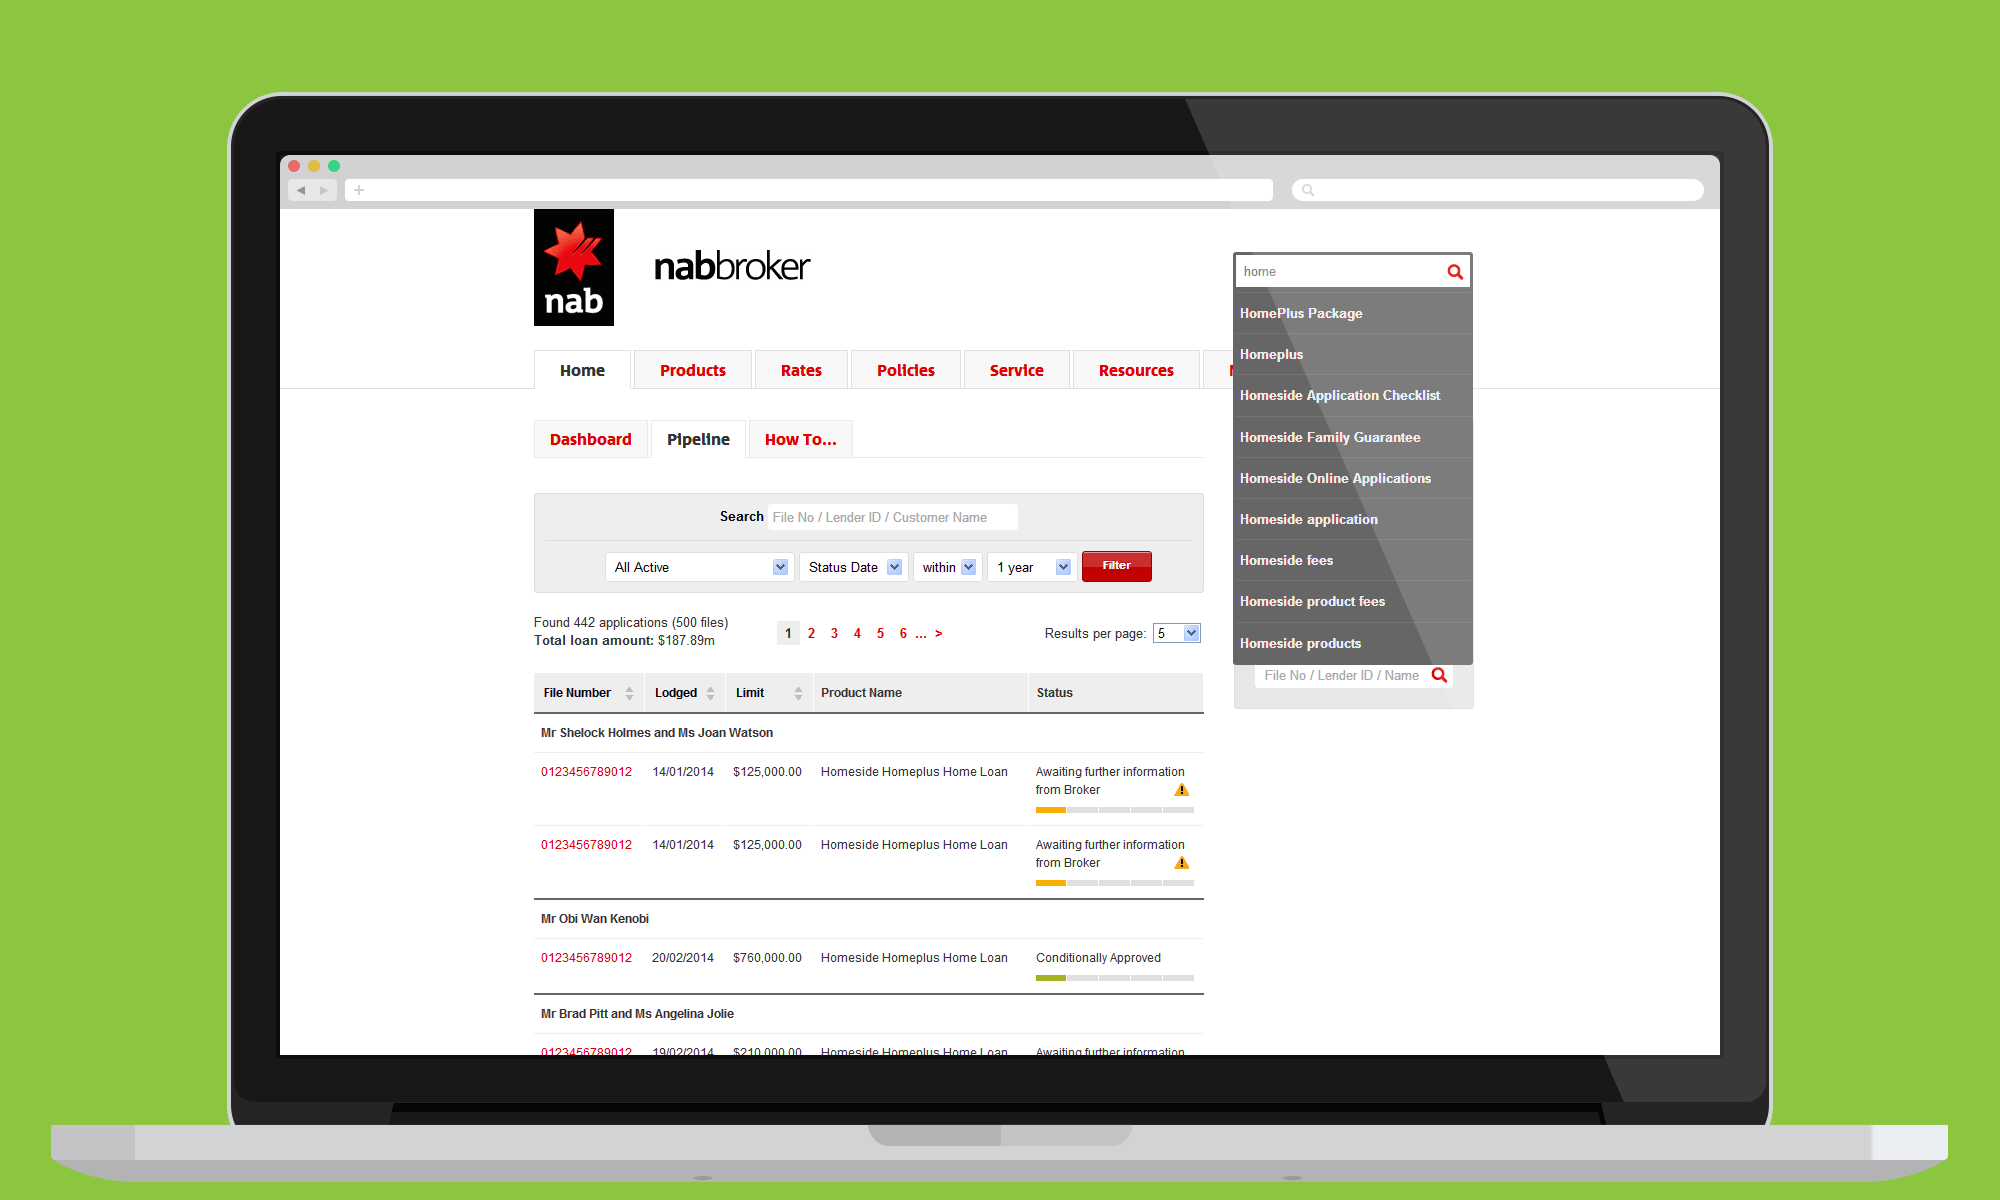 nab
nabbroker
home
HomePlus Package
Homeplus
Homeside Application Checklist
Homeside Family Guarantee
Homeside Online Applications
Homeside application
Homeside fees
Homeside product fees
Homeside products
File No / Lender ID / Name
Home Products Rates Policies Service Resources
Dashboard Pipeline How To...
Search File No / Lender ID / Customer Name
All Active Status Date within 1 year Filter
Found 442 applications (500 files)
Total loan amount: $187.89m
1 2 3 4 5 6 ... >
Results per page: 5
File Number Lodged Limit Product Name Status
Mr Shelock Holmes and Ms Joan Watson
0123456789012 14/01/2014 $125,000.00 Homeside Homeplus Home Loan Awaiting further information
from Broker
0123456789012 14/01/2014 $125,000.00 Homeside Homeplus Home Loan Awaiting further information
from Broker
Mr Obi Wan Kenobi
0123456789012 20/02/2014 $760,000.00 Homeside Homeplus Home Loan Conditionally Approved
Mr Brad Pitt and Ms Angelina Jolie
0123456789012 19/02/2014 $210,000.00 Homeside Homeplus Home Loan Awaiting further information